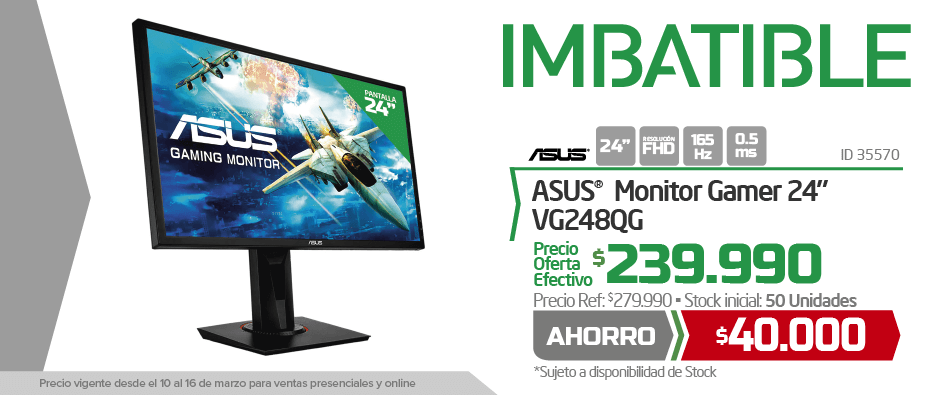 IMBATIBLE
PANTALLA
24”
ASUS
GAMING MONITOR
ASUS
ASUS®
24”
RESOLUCIÓN
FHD
165
Hz
0.5
ms
ID 35570
ASUS® Monitor Gamer 24”
VG248QG
Precio
Oferta
Efectivo
$239.990
Precio Ref: $279.990 ▪ Stock inicial: 50 Unidades
AHORRO
$40.000
*Sujeto a disponibilidad de Stock
Precio vigente desde el 10 al 16 de marzo para ventas presenciales y online